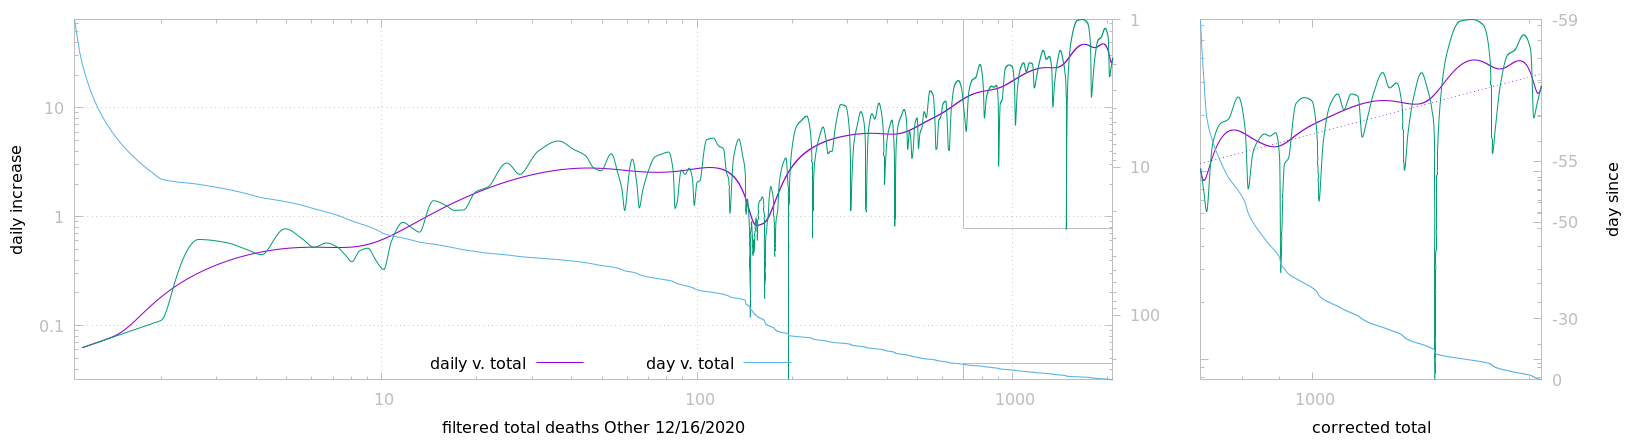 daily increase
10
1
0.1
daily v. total
day v. total
1
10
100
10
100
1000
filtered total deaths Other 12/16/2020
-59
-55
-50
-30
0
day since
1000
corrected total